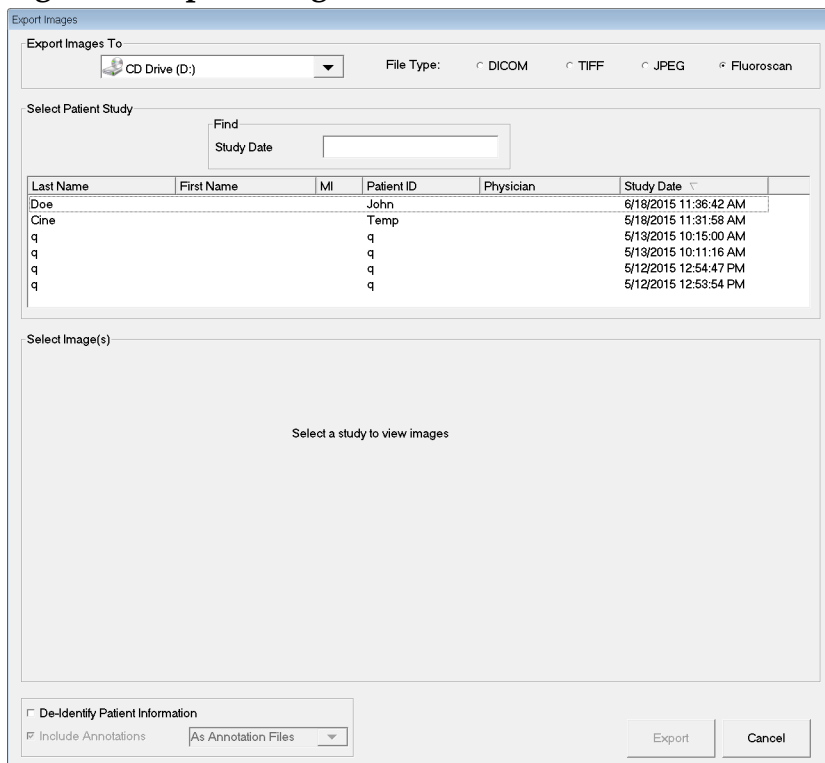 Export Images
Export Images To
CD Drive (D:) File Type: DICOM TIFF JPEG Fluoroscan
Select Patient Study
Find
Study Date
Last Name First Name MI Patient ID Physician Study Date
Doe John 6/18/2015 11:36:42 AM
Cine Temp 5/18/2015 11:31:58 AM
q q 5/13/2015 10:15:00 AM
q q 5/13/2015 10:11:16 AM
q q 5/12/2015 12:54:47 PM
q q 5/12/2015 12:53:54 PM
Select Image(s)
Select a study to view images
De-Identify Patient Information
Include Annotations As Annotation Files
Export Cancel